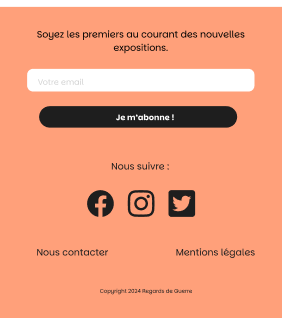 Soyez les premiers au courant des nouvelles
expositions.
Votre email
Je m'abonne !
Nous suivre :
Nous contacter
Mentions légales
Copyright 2024 Regards de Guerre